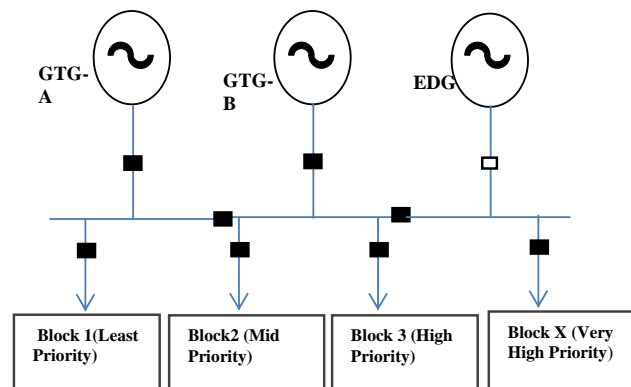 GTG-
A
GTG-
B
EDG
Block 1(Least
Priority)
Block2 (Mid
Priority)
Block 3 (High
Priority)
Block X (Very
High Priority)